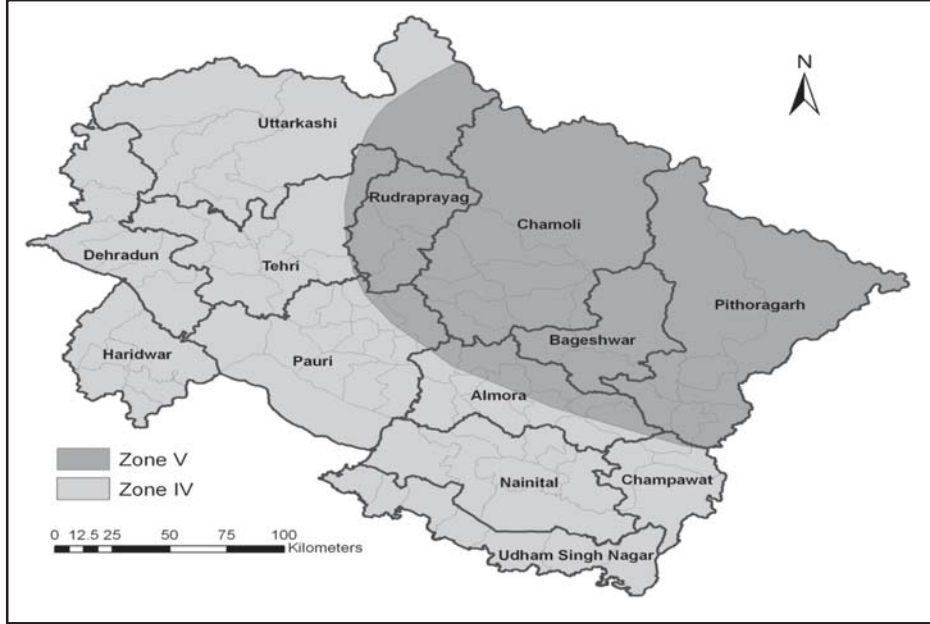 N
Uttarkashi
Rudraprayag
Chamoli
Dehradun
Tehri
Pithoragarh
Haridwar
Pauri
Bageshwar
Almora
Zone V
Zone IV
Nainital
Champawat
0 12.5 25 50 75 100
Kilometers
Udham Singh Nagar